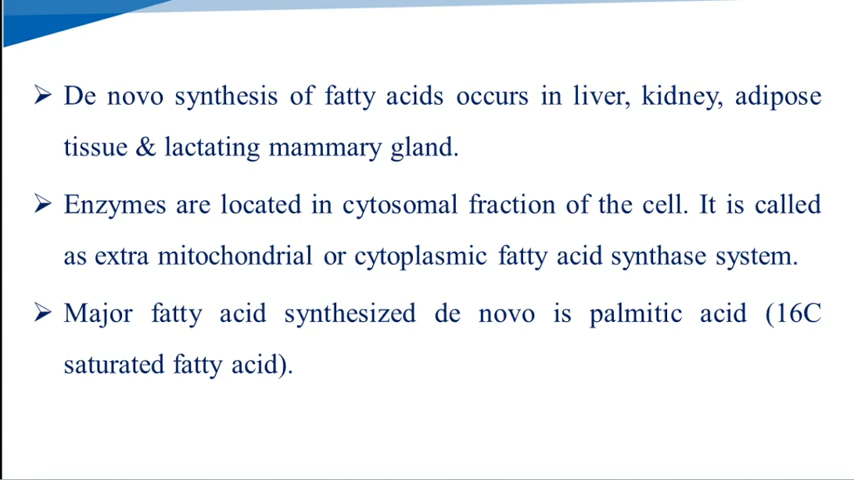 ➢ De novo synthesis of fatty acids occurs in liver, kidney, adipose
tissue & lactating mammary gland.
➢ Enzymes are located in cytosomal fraction of the cell. It is called
as extra mitochondrial or cytoplasmic fatty acid synthase system.
➢ Major fatty acid synthesized de novo is palmitic acid (16C
saturated fatty acid).